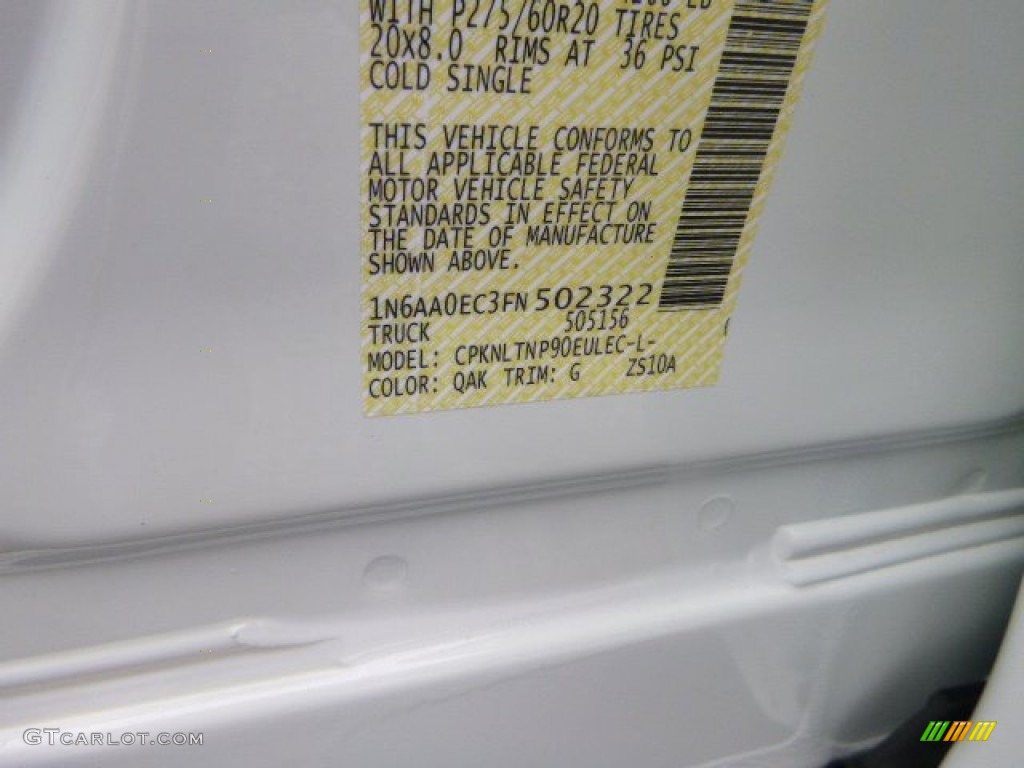 WITH P275/60R20 TIRES
20X8.0 RIMS AT 36 PSI
COLD SINGLE
THIS VEHICLE CONFORMS TO
ALL APPLICABLE FEDERAL
MOTOR VEHICLE SAFETY
STANDARDS IN EFFECT ON
THE DATE OF MANUFACTURE
SHOWN ABOVE.
1N6AA0EC3FN502322
TRUCK 505156
MODEL: CPKNLTNP90EULEC-L-
COLOR: QAK TRIM: G ZS10A
GTCARLOT.COM